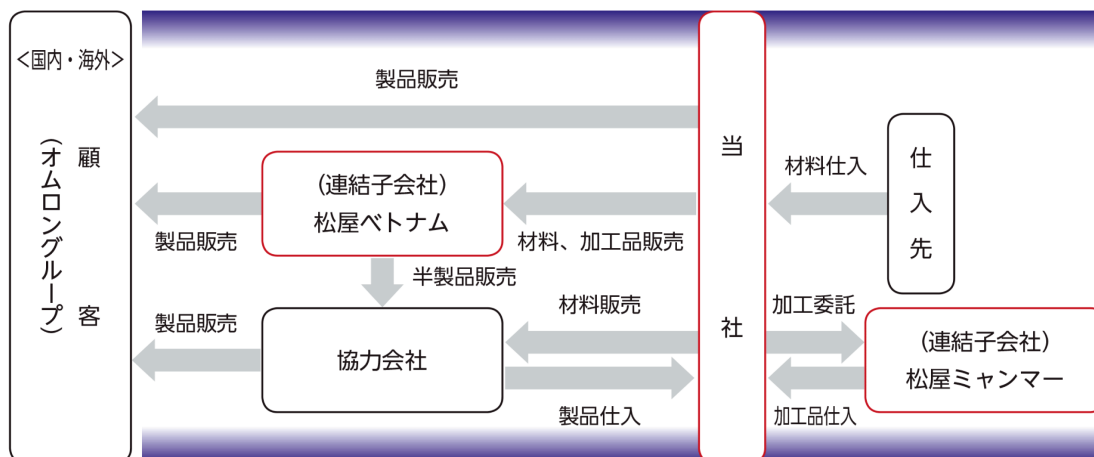 ＜国内・海外＞
顧客
(オムロングループ)
製品販売
(連結子会社)
松屋ベトナム
製品販売
材料、加工品販売
半製品販売
製品販売
協力会社
材料販売
製品仕入
当社
材料仕入
仕入先
加工委託
(連結子会社)
松屋ミャンマー
加工品仕入